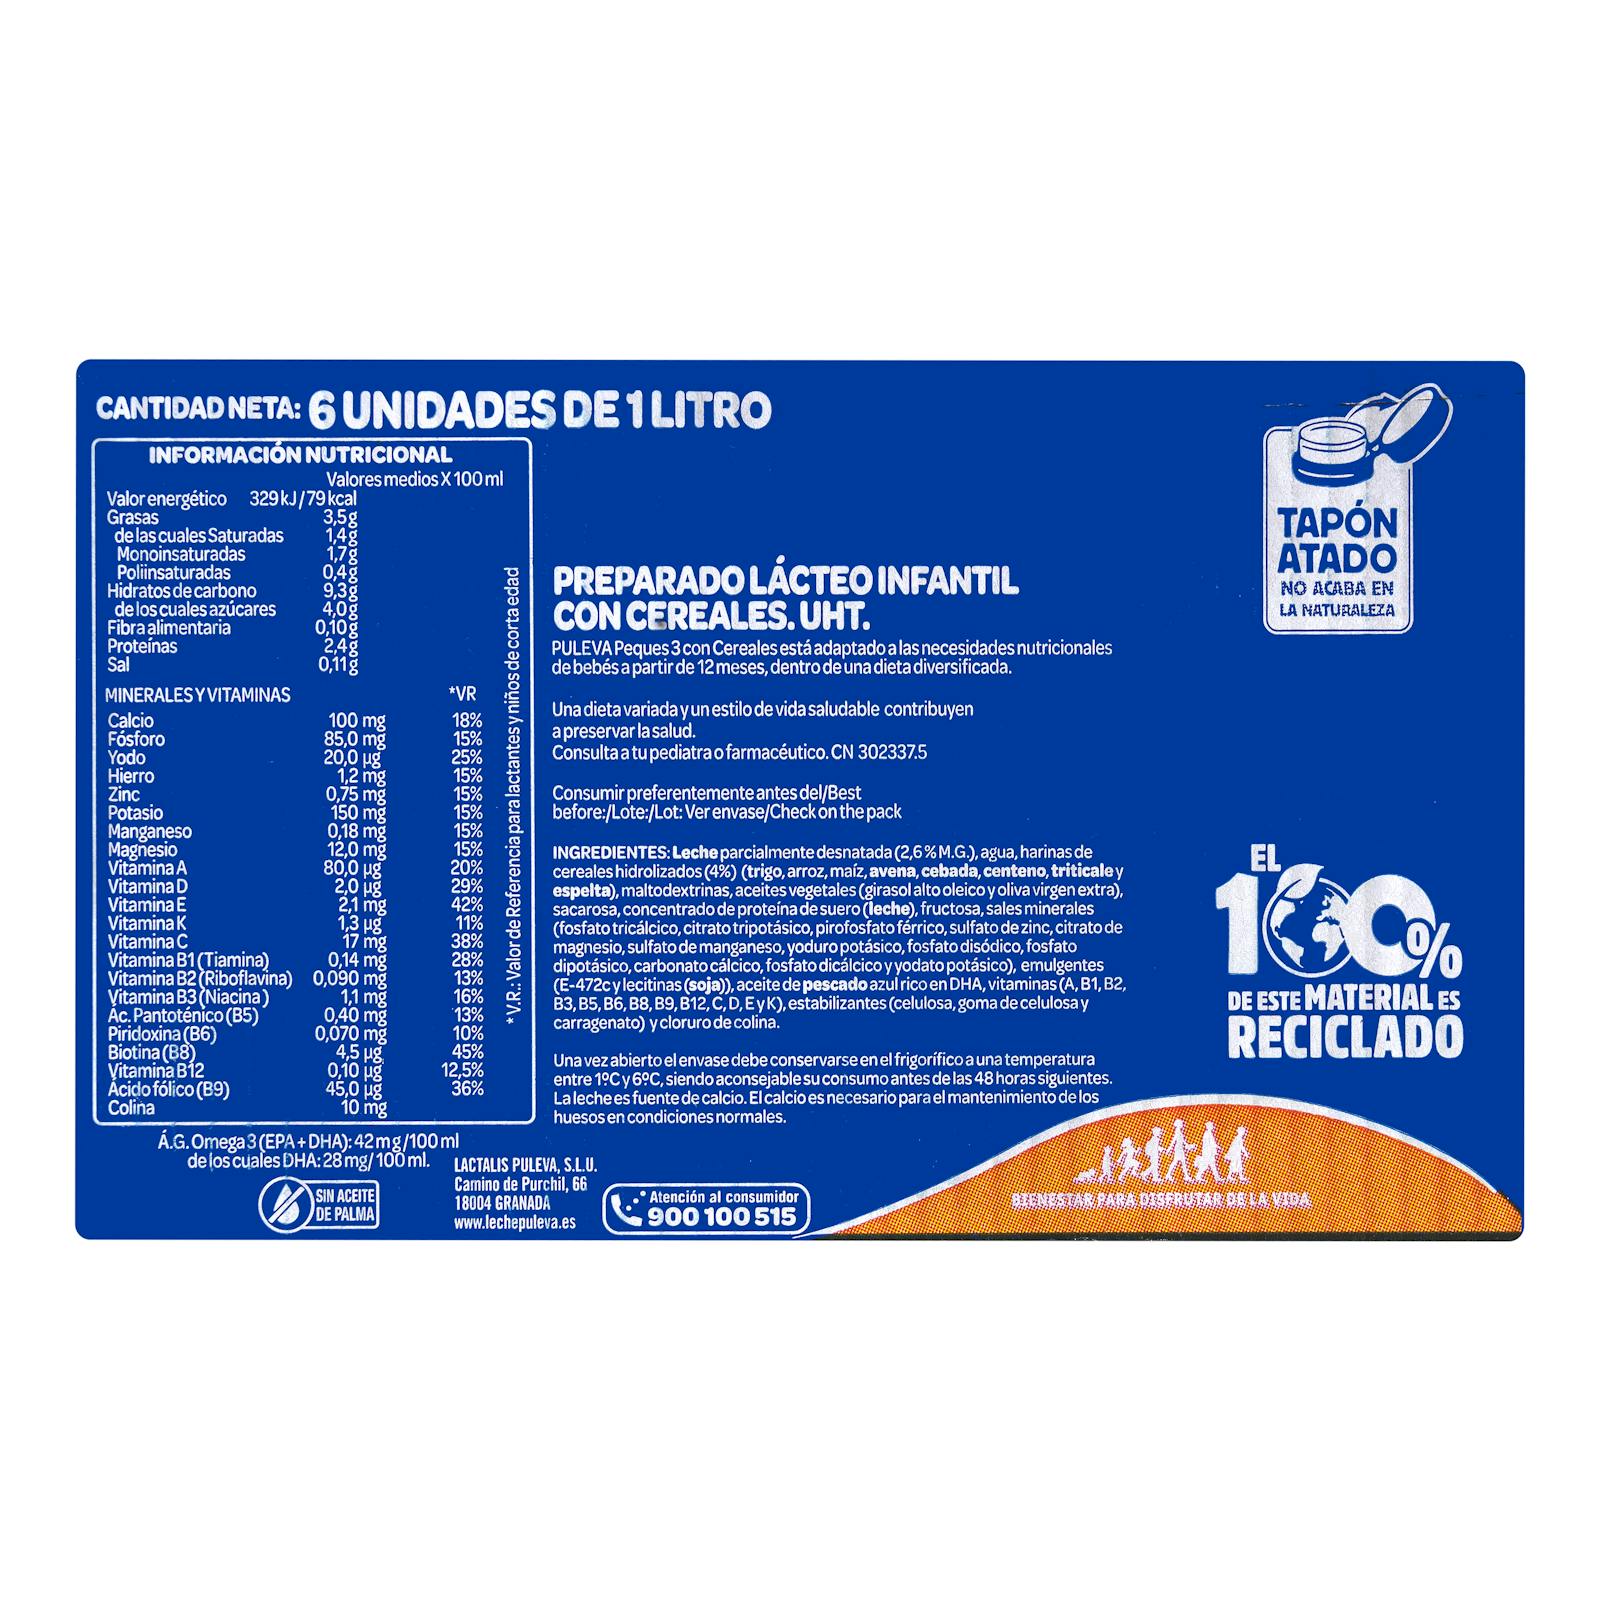 CANTIDAD NETA: 6 UNIDADES DE 1 LITRO
INFORMACIÓN NUTRICIONAL
Valores medios X 100 ml
Valor energético 329 kJ / 79 kcal
Grasas 3,5g
de las cuales Saturadas 1,4g
Monoinsaturadas 1,7g
Poliinsaturadas 0,4g
Hidratos de carbono 9,3g
de los cuales azúcares 4,0g
Fibra alimentaria 0,10g
Proteínas 2,4g
Sal 0,11g
MINERALES Y VITAMINAS *VR
Calcio 100 mg 18%
Fósforo 85,0 mg 15%
Yodo 20,0 µg 25%
Hierro 1,2 mg 15%
Zinc 0,75 mg 15%
Potasio 150 mg 15%
Manganeso 0,18 mg 15%
Magnesio 12,0 mg 15%
Vitamina A 80,0 µg 20%
Vitamina D 2,0 µg 29%
Vitamina E 2,1 mg 42%
Vitamina K 1,3 µg 11%
Vitamina C 17 mg 38%
Vitamina B1 (Tiamina) 0,14 mg 28%
Vitamina B2 (Riboflavina) 0,090 mg 13%
Vitamina B3 (Niacina) 1,1 mg 16%
Ác. Pantoténico (B5) 0,40 mg 13%
Piridoxina (B6) 0,070 mg 10%
Biotina (B8) 4,5 µg 45%
Vitamina B12 0,10 µg 12,5%
Ácido fólico (B9) 45,0 µg 36%
Colina 10 mg
*V.R.: Valor de Referencia para lactantes y niños de corta edad
Á.G. Omega 3 (EPA + DHA): 42 mg /100 ml
de los cuales DHA: 28 mg/ 100 ml.
SIN ACEITE
DE PALMA
LACTALIS PULEVA, S.L.U.
Camino de Purchil, 66
18004 GRANADA
www.lechepuleva.es
Atención al consumidor
900 100 515
PREPARADO LÁCTEO INFANTIL
CON CEREALES. UHT.
PULEVA Peques 3 con Cereales está adaptado a las necesidades nutricionales
de bebés a partir de 12 meses, dentro de una dieta diversificada.
Una dieta variada y un estilo de vida saludable contribuyen
a preservar la salud.
Consulta a tu pediatra o farmacéutico. CN 302337.5
Consumir preferentemente antes del/Best
before:/Lote:/Lot: Ver envase/Check on the pack
INGREDIENTES: Leche parcialmente desnatada (2,6 % M.G.), agua, harinas de
cereales hidrolizados (4%) (trigo, arroz, maíz, avena, cebada, centeno, triticale y
espelta), maltodextrinas, aceites vegetales (girasol alto oleico y oliva virgen extra),
sacarosa, concentrado de proteína de suero (leche), fructosa, sales minerales
(fosfato tricálcico, citrato tripotásico, pirofosfato férrico, sulfato de zinc, citrato de
magnesio, sulfato de manganeso, yoduro potásico, fosfato disódico, fosfato
dipotásico, carbonato cálcico, fosfato dicálcico y yodato potásico), emulgentes
(E-472c y lecitinas (soja)), aceite de pescado azul rico en DHA, vitaminas (A, B1, B2,
B3, B5, B6, B8, B9, B12, C, D, E y K), estabilizantes (celulosa, goma de celulosa y
carragenato) y cloruro de colina.
Una vez abierto el envase debe conservarse en el frigorífico a una temperatura
entre 1ºC y 6ºC, siendo aconsejable su consumo antes de las 48 horas siguientes.
La leche es fuente de calcio. El calcio es necesario para el mantenimiento de los
huesos en condiciones normales.
TAPÓN
ATADO
NO ACABA EN
LA NATURALEZA
EL
100%
DE ESTE MATERIAL ES
RECICLADO
BIENESTAR PARA DISFRUTAR DE LA VIDA